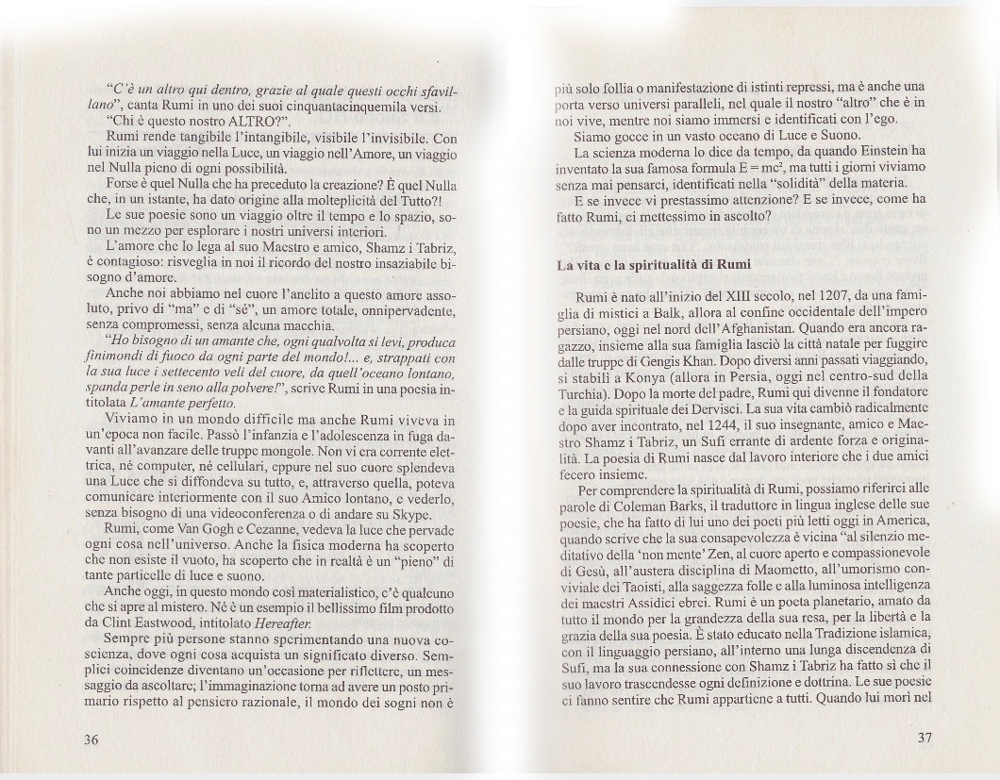 “C’è un altro qui dentro, grazie al quale questi occhi sfavil-
lano”, canta Rumi in uno dei suoi cinquantacinquemila versi.
“Chi è questo nostro ALTRO?”.
Rumi rende tangibile l’intangibile, visibile l’invisibile. Con
lui inizia un viaggio nella Luce, un viaggio nell’Amore, un viaggio
nel Nulla pieno di ogni possibilità.
Forse è quel Nulla che ha preceduto la creazione? È quel Nulla
che, in un istante, ha dato origine alla molteplicità del Tutto?!
Le sue poesie sono un viaggio oltre il tempo e lo spazio, so-
no un mezzo per esplorare i nostri universi interiori.
L’amore che lo lega al suo Maestro e amico, Shamz i Tabriz,
è contagioso: risveglia in noi il ricordo del nostro insaziabile bi-
sogno d’amore.
Anche noi abbiamo nel cuore l’anelito a questo amore asso-
luto, privo di “ma” e di “sé”, un amore totale, onnipervadente,
senza compromessi, senza alcuna macchia.
“Ho bisogno di un amante che, ogni qualvolta si levi, produca
finimondi di fuoco da ogni parte del mondo!... e, strappati con
la sua luce i settecento veli del cuore, da quell’oceano lontano,
spanda perle in seno alla polvere!”, scrive Rumi in una poesia in-
titolata L’amante perfetto.
Viviamo in un mondo difficile ma anche Rumi viveva in
un’epoca non facile. Passò l’infanzia e l’adolescenza in fuga da-
vanti all’avanzare delle truppe mongole. Non vi era corrente elet-
trica, né computer, né cellulari, eppure nel suo cuore splendeva
una Luce che si diffondeva su tutto, e, attraverso quella, poteva
comunicare interiormente con il suo Amico lontano, e vederlo,
senza bisogno di una videoconferenza o di andare su Skype.
Rumi, come Van Gogh e Cezanne, vedeva la luce che pervade
ogni cosa nell’universo. Anche la fisica moderna ha scoperto
che non esiste il vuoto, ha scoperto che in realtà è un “pieno” di
tante particelle di luce e suono.
Anche oggi, in questo mondo così materialistico, c’è qualcuno
che si apre al mistero. Né è un esempio il bellissimo film prodotto
da Clint Eastwood, intitolato Hereafter.
Sempre più persone stanno sperimentando una nuova co-
scienza, dove ogni cosa acquista un significato diverso. Sem-
plici coincidenze diventano un’occasione per riflettere, un mes-
saggio da ascoltare; l’immaginazione torna ad avere un posto pri-
mario rispetto al pensiero razionale, il mondo dei sogni non è
36
più solo follia o manifestazione di istinti repressi, ma è anche una
porta verso universi paralleli, nel quale il nostro “altro” che è in
noi vive, mentre noi siamo immersi e identificati con l’ego.
Siamo gocce in un vasto oceano di Luce e Suono.
La scienza moderna lo dice da tempo, da quando Einstein ha
inventato la sua famosa formula E = mc², ma tutti i giorni viviamo
senza mai pensarci, identificati nella “solidità” della materia.
E se invece vi prestassimo attenzione? E se invece, come ha
fatto Rumi, ci mettessimo in ascolto?
La vita e la spiritualità di Rumi
Rumi è nato all’inizio del XIII secolo, nel 1207, da una fami-
glia di mistici a Balk, allora al confine occidentale dell’impero
persiano, oggi nel nord dell’Afghanistan. Quando era ancora ra-
gazzo, insieme alla sua famiglia lasciò la città natale per fuggire
dalle truppe di Gengis Khan. Dopo diversi anni passati viaggiando,
si stabilì a Konya (allora in Persia, oggi nel centro-sud della
Turchia). Dopo la morte del padre, Rumi qui divenne il fondatore
e la guida spirituale dei Dervisci. La sua vita cambiò radicalmente
dopo aver incontrato, nel 1244, il suo insegnante, amico e Mae-
stro Shamz i Tabriz, un Sufi errante di ardente forza e origina-
lità. La poesia di Rumi nasce dal lavoro interiore che i due amici
fecero insieme.
Per comprendere la spiritualità di Rumi, possiamo riferirci alle
parole di Coleman Barks, il traduttore in lingua inglese delle sue
poesie, che ha fatto di lui uno dei poeti più letti oggi in America,
quando scrive che la sua consapevolezza è vicina “al silenzio me-
ditativo della ‘non mente’ Zen, al cuore aperto e compassionevole
di Gesù, all’austera disciplina di Maometto, all’umorismo con-
viviale dei Taoisti, alla saggezza folle e alla luminosa intelligenza
dei maestri Assidici ebrei. Rumi è un poeta planetario, amato da
tutto il mondo per la grandezza della sua resa, per la libertà e la
grazia della sua poesia. È stato educato nella Tradizione islamica,
con il linguaggio persiano, all’interno una lunga discendenza di
Sufi, ma la sua connessione con Shamz i Tabriz ha fatto sì che il
suo lavoro trascendesse ogni definizione e dottrina. Le sue poesie
ci fanno sentire che Rumi appartiene a tutti. Quando lui morì nel
37